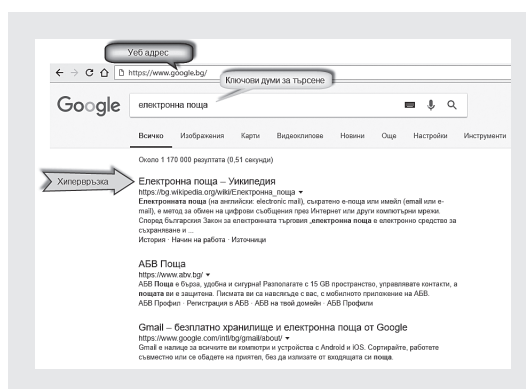 Уеб адрес
https://www.google.bg/
Ключови думи за търсене
Google
електронна поща
Всичко Изображения Карти Видеоклипове Новини Още Настройки Инструменти
Около 1 170 000 резултата (0,51 секунди)
Хипервръзка
Електронна поща – Уикипедия
https://bg.wikipedia.org/wiki/Електронна_поща
Електронната поща (на английски: electronic mail), съкратено е-поща или имейл (email или e-
mail), е метод за обмен на цифрови съобщения през Интернет или други компютърни мрежи.
Според българския Закон за електронната търговия „електронна поща е електронно средство за
съхраняване и ...
История · Начин на работа · Източници
АБВ Поща
https://www.abv.bg/
АБВ Поща е бърза, удобна и сигурна! Разполагате с 15 GB пространство, управлявате контакти, а
пощата ви е защитена. Писмата ви са навсякъде с вас, с мобилното приложение на АБВ.
АБВ Профил · Регистрация в АБВ · АБВ на твой домейн · АБВ Профили
Gmail – безплатно хранилище и електронна поща от Google
https://www.google.com/intl/bg/gmail/about/
Gmail е налице за всичките ви компютри и устройства с Android и iOS. Сортирайте, работете
съвместно или се обадете на приятел, без да излизате от входящата си поща.